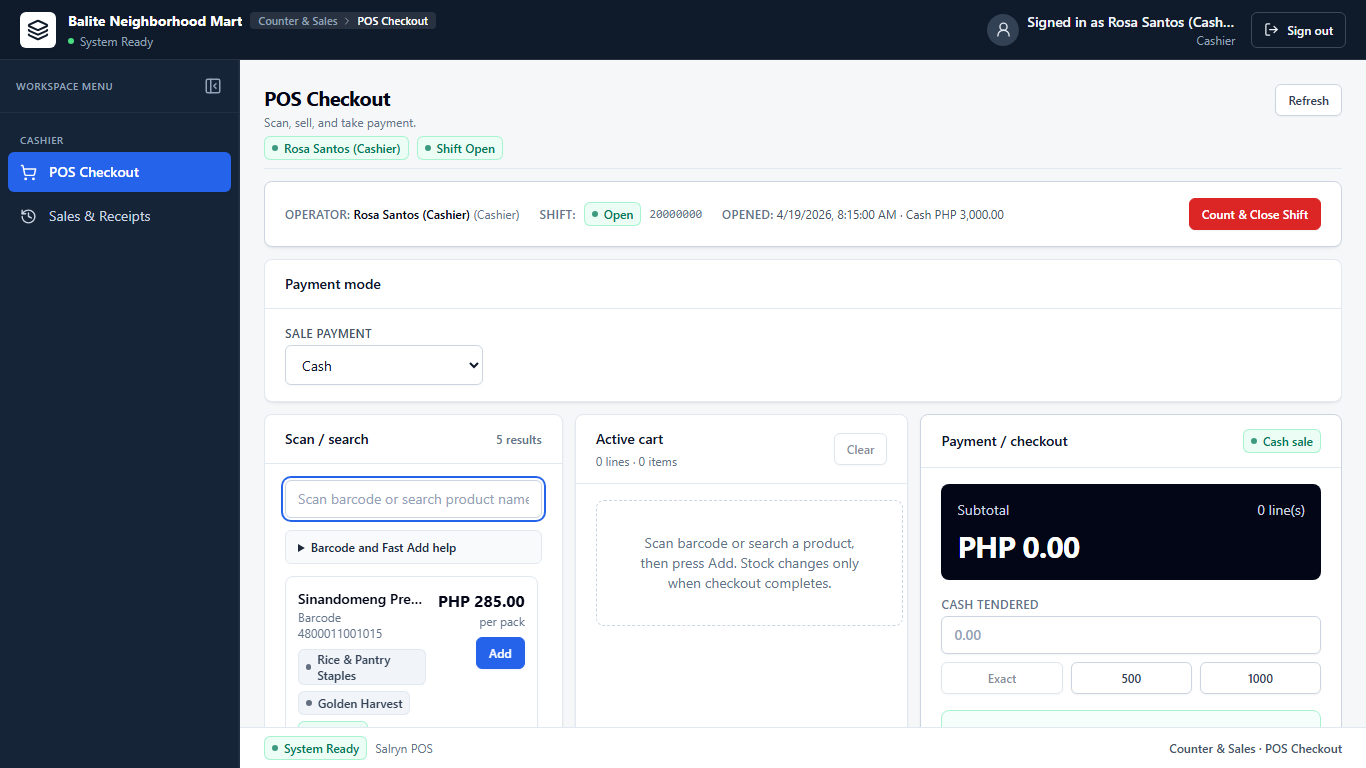 Balite Neighborhood Mart
Counter & Sales > POS Checkout
System Ready
Signed in as Rosa Santos (Cash...
Cashier
Sign out
WORKSPACE MENU
CASHIER
POS Checkout
Sales & Receipts
POS Checkout
Scan, sell, and take payment.
Rosa Santos (Cashier)
Shift Open
Refresh
OPERATOR: Rosa Santos (Cashier) (Cashier) SHIFT: Open 20000000 OPENED: 4/19/2026, 8:15:00 AM · Cash PHP 3,000.00
Count & Close Shift
Payment mode
SALE PAYMENT
Cash
Scan / search
5 results
Scan barcode or search product name
Barcode and Fast Add help
Sinandomeng Pre...
PHP 285.00
Barcode
4800011001015
per pack
Add
Rice & Pantry
Staples
Golden Harvest
Active cart
0 lines · 0 items
Clear
Scan barcode or search a product,
then press Add. Stock changes only
when checkout completes.
Payment / checkout
Cash sale
Subtotal
0 line(s)
PHP 0.00
CASH TENDERED
0.00
Exact
500
1000
System Ready
Salryn POS
Counter & Sales · POS Checkout